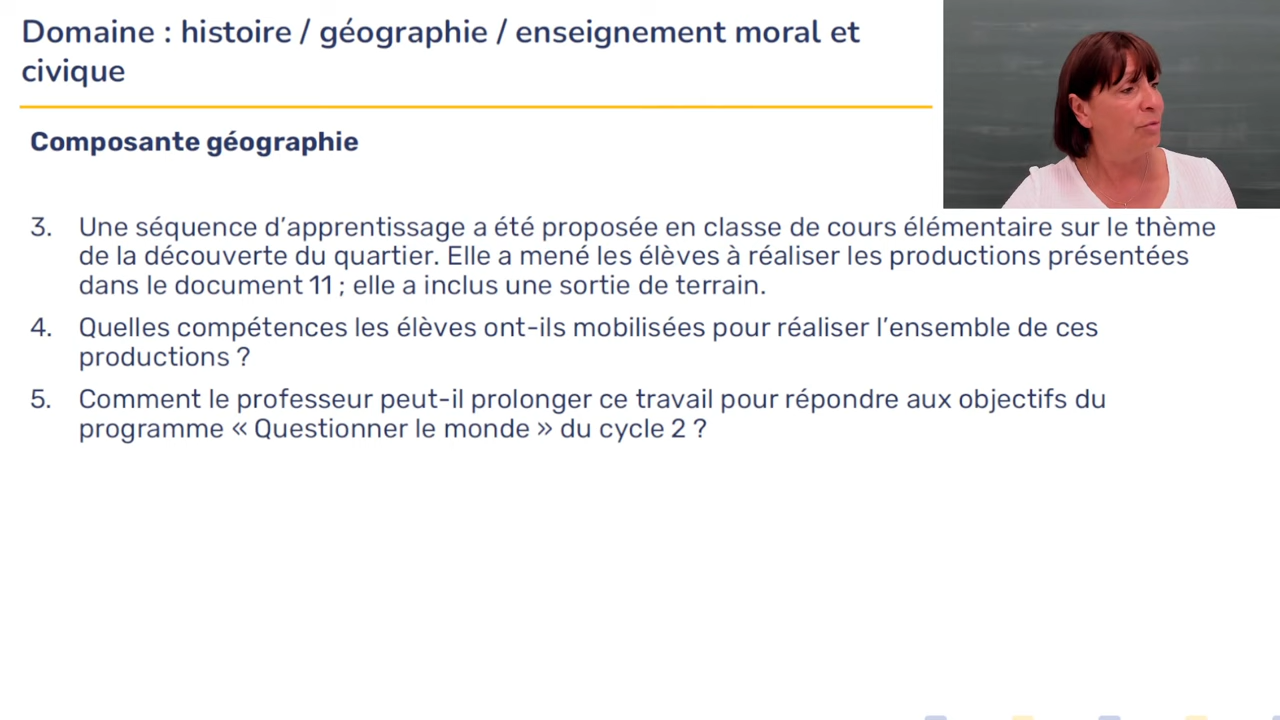 Domaine : histoire / géographie / enseignement moral et
civique
Composante géographie
3. Une séquence d’apprentissage a été proposée en classe de cours élémentaire sur le thème
de la découverte du quartier. Elle a mené les élèves à réaliser les productions présentées
dans le document 11 ; elle a inclus une sortie de terrain.
4. Quelles compétences les élèves ont-ils mobilisées pour réaliser l’ensemble de ces
productions ?
5. Comment le professeur peut-il prolonger ce travail pour répondre aux objectifs du
programme « Questionner le monde » du cycle 2 ?